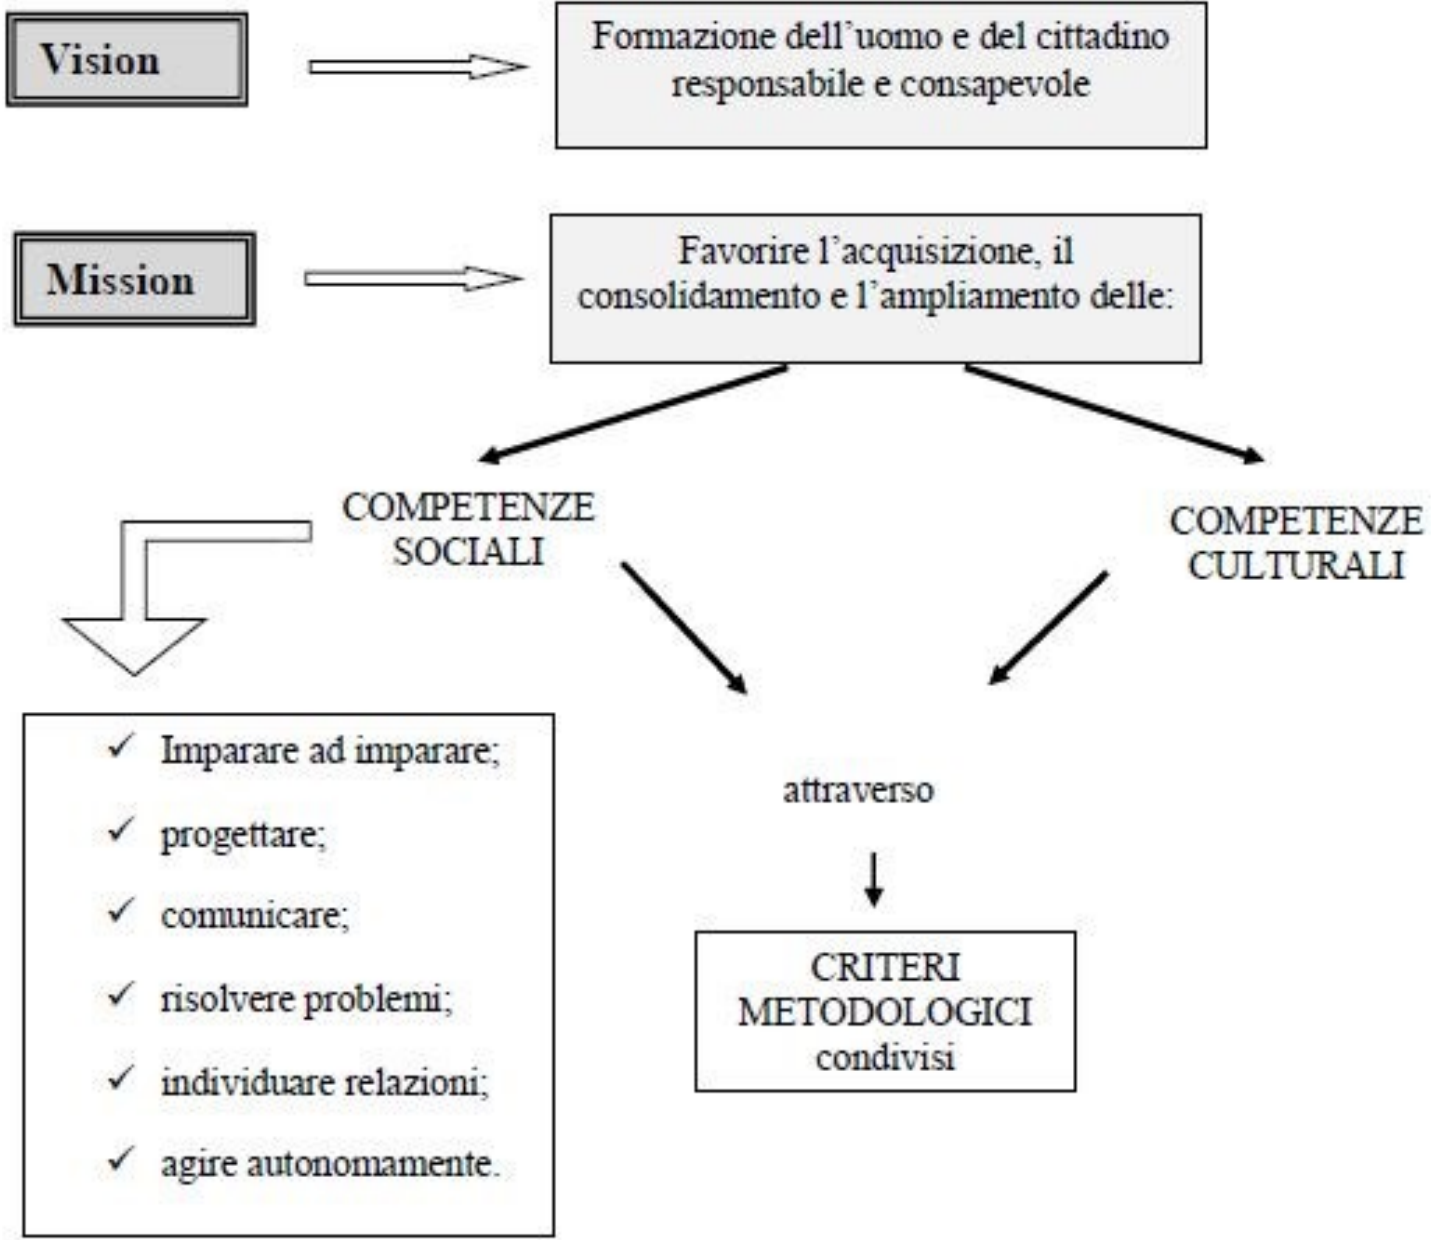 Vision
Formazione dell’uomo e del cittadino
responsabile e consapevole
Mission
Favorire l’acquisizione, il
consolidamento e l’ampliamento delle:
COMPETENZE
SOCIALI
COMPETENZE
CULTURALI
✓ Imparare ad imparare;
✓ progettare;
✓ comunicare;
✓ risolvere problemi;
✓ individuare relazioni;
✓ agire autonomamente.
attraverso
CRITERI
METODOLOGICI
condivisi